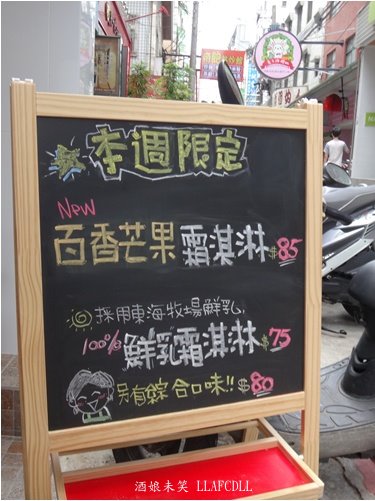 本週限定
New
百香芒果霜淇淋$85
採用東海牧場鮮乳,
100%鮮乳霜淇淋$75
另有綜合口味!!$80
酒娘未笑 LLAFCDLL